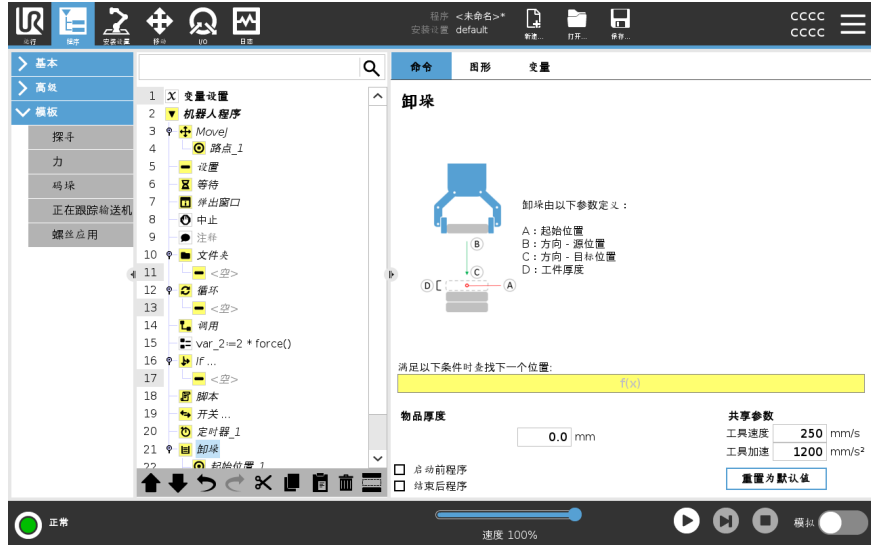 UR
运行
程序
安装设置
移动
I/O
日志
程序 <未命名>*
安装设置 default
新建...
打开...
保存...
CCCC
CCCC
基本
高级
模板
探寻
力
码垛
正在跟踪输送机
螺丝应用
1 X 变量设置
2 机器人程序
3 MoveJ
4 路点_1
5 设置
6 等待
7 弹出窗口
8 中止
9 注释
10 文件夹
11 <空>
12 循环
13 <空>
14 调用
15 var_2≔2 * force()
16 If ...
17 <空>
18 脚本
19 开关 ...
20 定时器_1
21 卸垛
22 起始位置_1
命令 图形 变量
卸垛
B
C
D
A
卸垛由以下参数定义：
A：起始位置
B：方向 - 源位置
C：方向 - 目标位置
D：工件厚度
满足以下条件时查找下一个位置:
f(x)
物品厚度
0.0 mm
启动前程序
结束后程序
共享参数
工具速度 250 mm/s
工具加速 1200 mm/s²
重置为默认值
正常
速度 100%
模拟